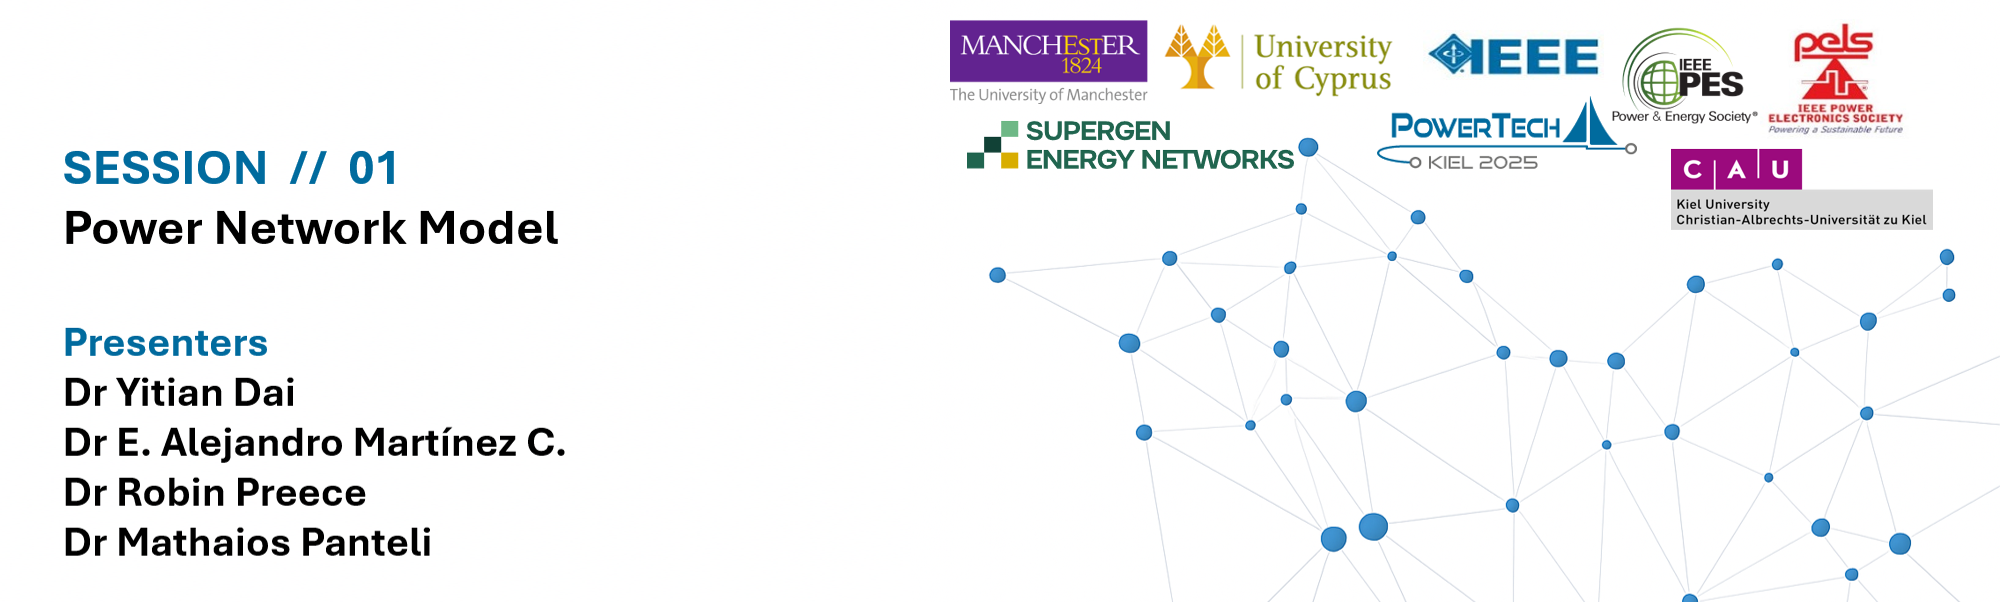 SESSION // 01
Power Network Model
Presenters
Dr Yitian Dai
Dr E. Alejandro Martínez C.
Dr Robin Preece
Dr Mathaios Panteli
MANCHESTER
1824
The University of Manchester
University
of Cyprus
IEEE
IEEE
PES
Power & Energy Society®
pels
IEEE POWER
ELECTRONICS SOCIETY
Powering a Sustainable Future
SUPERGEN
ENERGY NETWORKS
POWERTECH
KIEL 2025
C A U
Kiel University
Christian-Albrechts-Universität zu Kiel